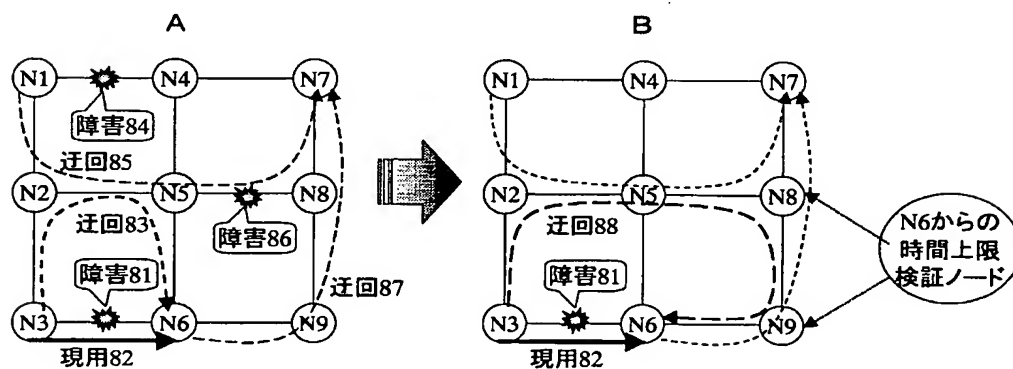 A
N1
N4
N7
障害84
迂回85
N2
N5
N8
迂回83
障害86
障害81
迂回87
N3
N6
N9
現用82
B
N1
N4
N7
N2
N5
N8
迂回88
N6からの
時間上限
検証ノード
障害81
N3
N6
N9
現用82